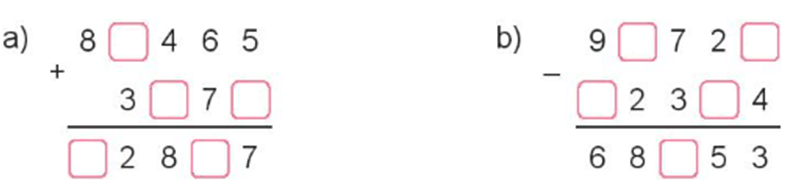 a) 8 □ 4 6 5 b) 9 □ 7 2 □
+ 3 □ 7 □ − □ 2 3 □ 4
□ 2 8 □ 7 6 8 □ 5 3